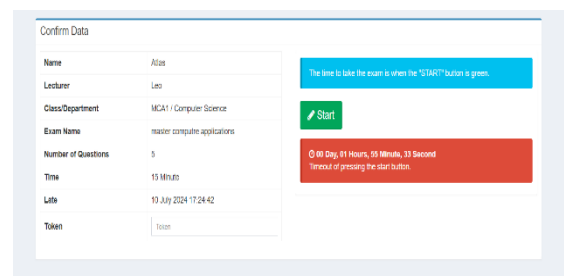 Confirm Data
Name Atlas
Lecturer Leo
Class/Department MCA1 / Computer Science
Exam Name master computre applications
Number of Questions 5
Time 15 Minute
Late 10 July 2024 17:24:42
Token Token
The time to take the exam is when the "START" button is green.
Start
00 Day, 01 Hours, 55 Minute, 33 Second
Timeout of pressing the start button.